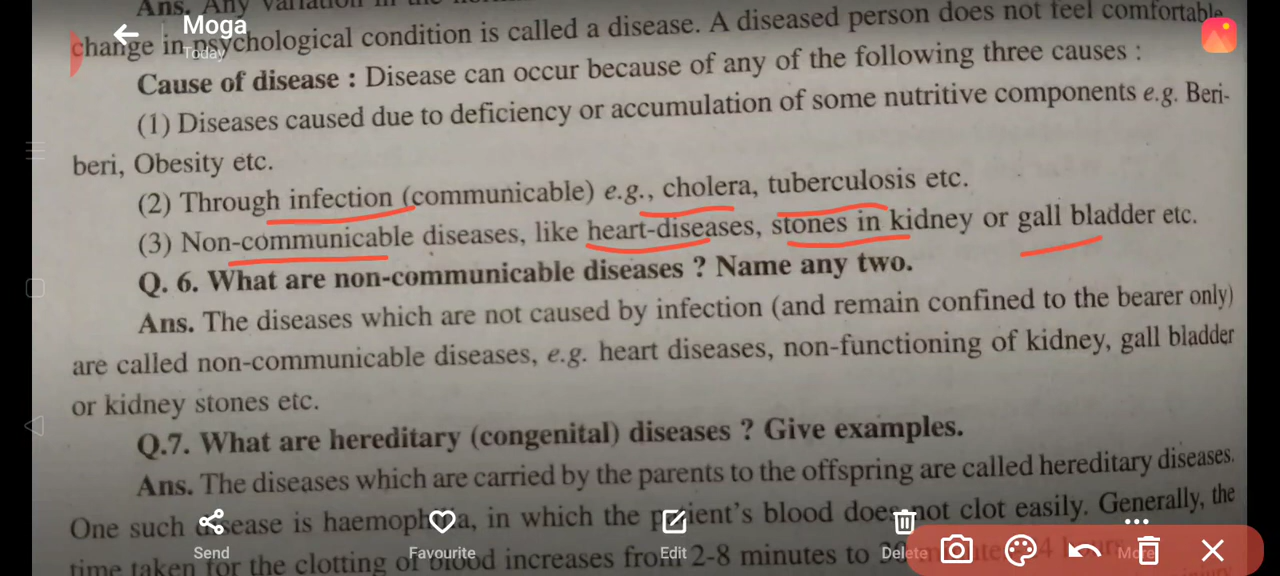 Ans. Any variation in the
Moga
Today
change in psychological condition is called a disease. A diseased person does not feel comfortable
Cause of disease : Disease can occur because of any of the following three causes :
(1) Diseases caused due to deficiency or accumulation of some nutritive components e.g. Beri-
beri, Obesity etc.
(2) Through infection (communicable) e.g., cholera, tuberculosis etc.
(3) Non-communicable diseases, like heart-diseases, stones in kidney or gall bladder etc.
Q. 6. What are non-communicable diseases ? Name any two.
Ans. The diseases which are not caused by infection (and remain confined to the bearer only)
are called non-communicable diseases, e.g. heart diseases, non-functioning of kidney, gall bladder
or kidney stones etc.
Q.7. What are hereditary (congenital) diseases ? Give examples.
Ans. The diseases which are carried by the parents to the offspring are called hereditary diseases.
One such disease is haemophilia, in which the patient's blood does not clot easily. Generally, the
Send Favourite Edit Delete More
time taken for the clotting of blood increases from 2-8 minutes to 30